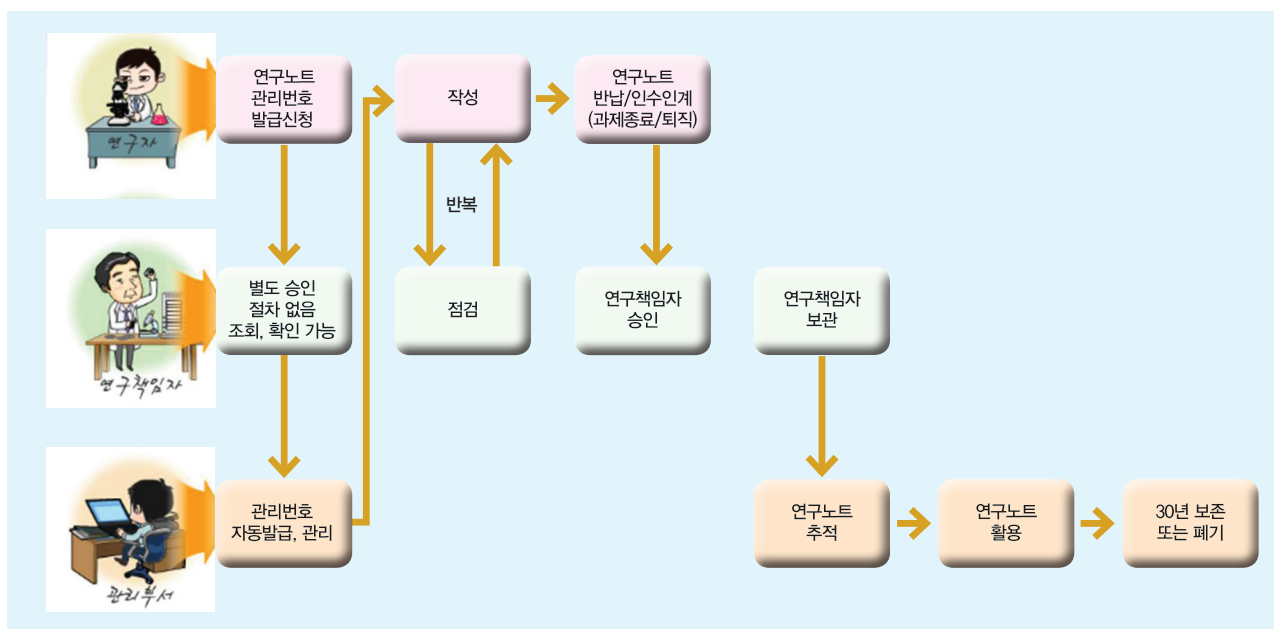 연구자
연구노트
관리번호
발급신청
작성
연구노트
반납/인수인계
(과제종료/퇴직)
반복
연구책임자
별도 승인
절차 없음
조회, 확인 가능
점검
연구책임자
승인
연구책임자
보관
관리부서
관리번호
자동발급, 관리
연구노트
추적
연구노트
활용
30년 보존
또는 폐기